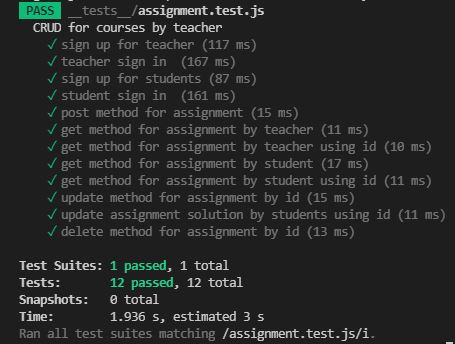 PASS __tests__/assignment.test.js
CRUD for courses by teacher
✓ sign up for teacher (117 ms)
✓ teacher sign in  (167 ms)
✓ sign up for students (87 ms)
✓ student sign in  (161 ms)
✓ post method for assignment (15 ms)
✓ get method for assignment by teacher (11 ms)
✓ get method for assignment by teacher using id (10 ms)
✓ get method for assignment by student (17 ms)
✓ get method for assignment by student using id (11 ms)
✓ update method for assignment by id (15 ms)
✓ update assignment solution by students using id (11 ms)
✓ delete method for assignment by id (13 ms)
Test Suites: 1 passed, 1 total
Tests:       12 passed, 12 total
Snapshots:   0 total
Time:        1.936 s, estimated 3 s
Ran all test suites matching /assignment.test.js/i.